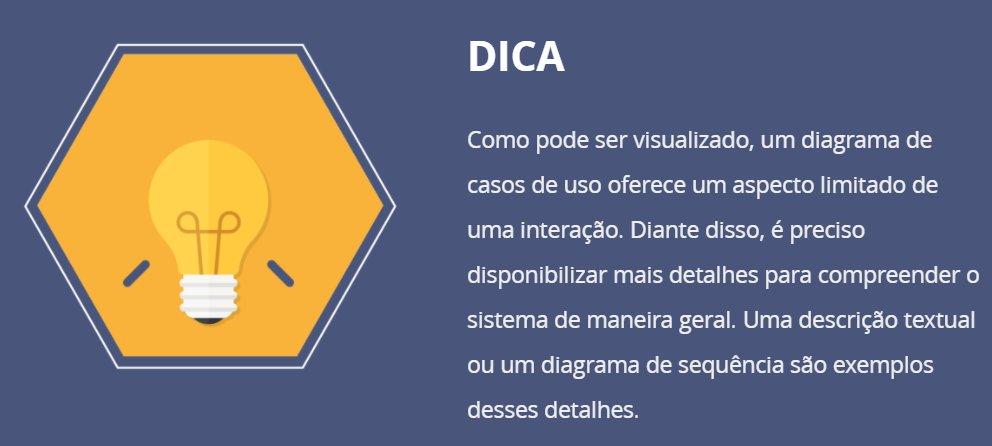 DICA
Como pode ser visualizado, um diagrama de
casos de uso oferece um aspecto limitado de
uma interação. Diante disso, é preciso
disponibilizar mais detalhes para compreender o
sistema de maneira geral. Uma descrição textual
ou um diagrama de sequência são exemplos
desses detalhes.